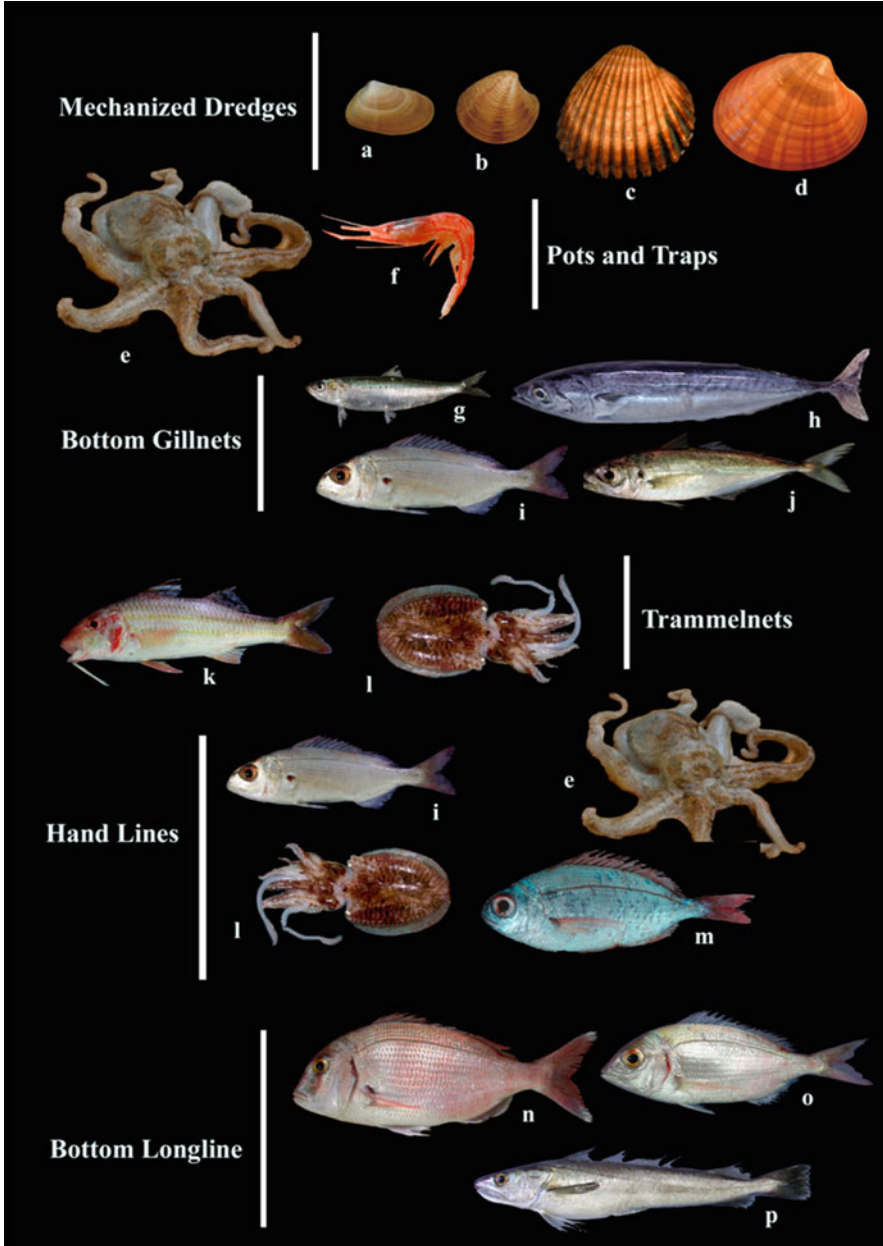 Mechanized Dredges
a
b
c
d
e
f
Pots and Traps
Bottom Gillnets
g
h
i
j
k
l
Trammelnets
Hand Lines
i
e
l
m
Bottom Longline
n
o
p